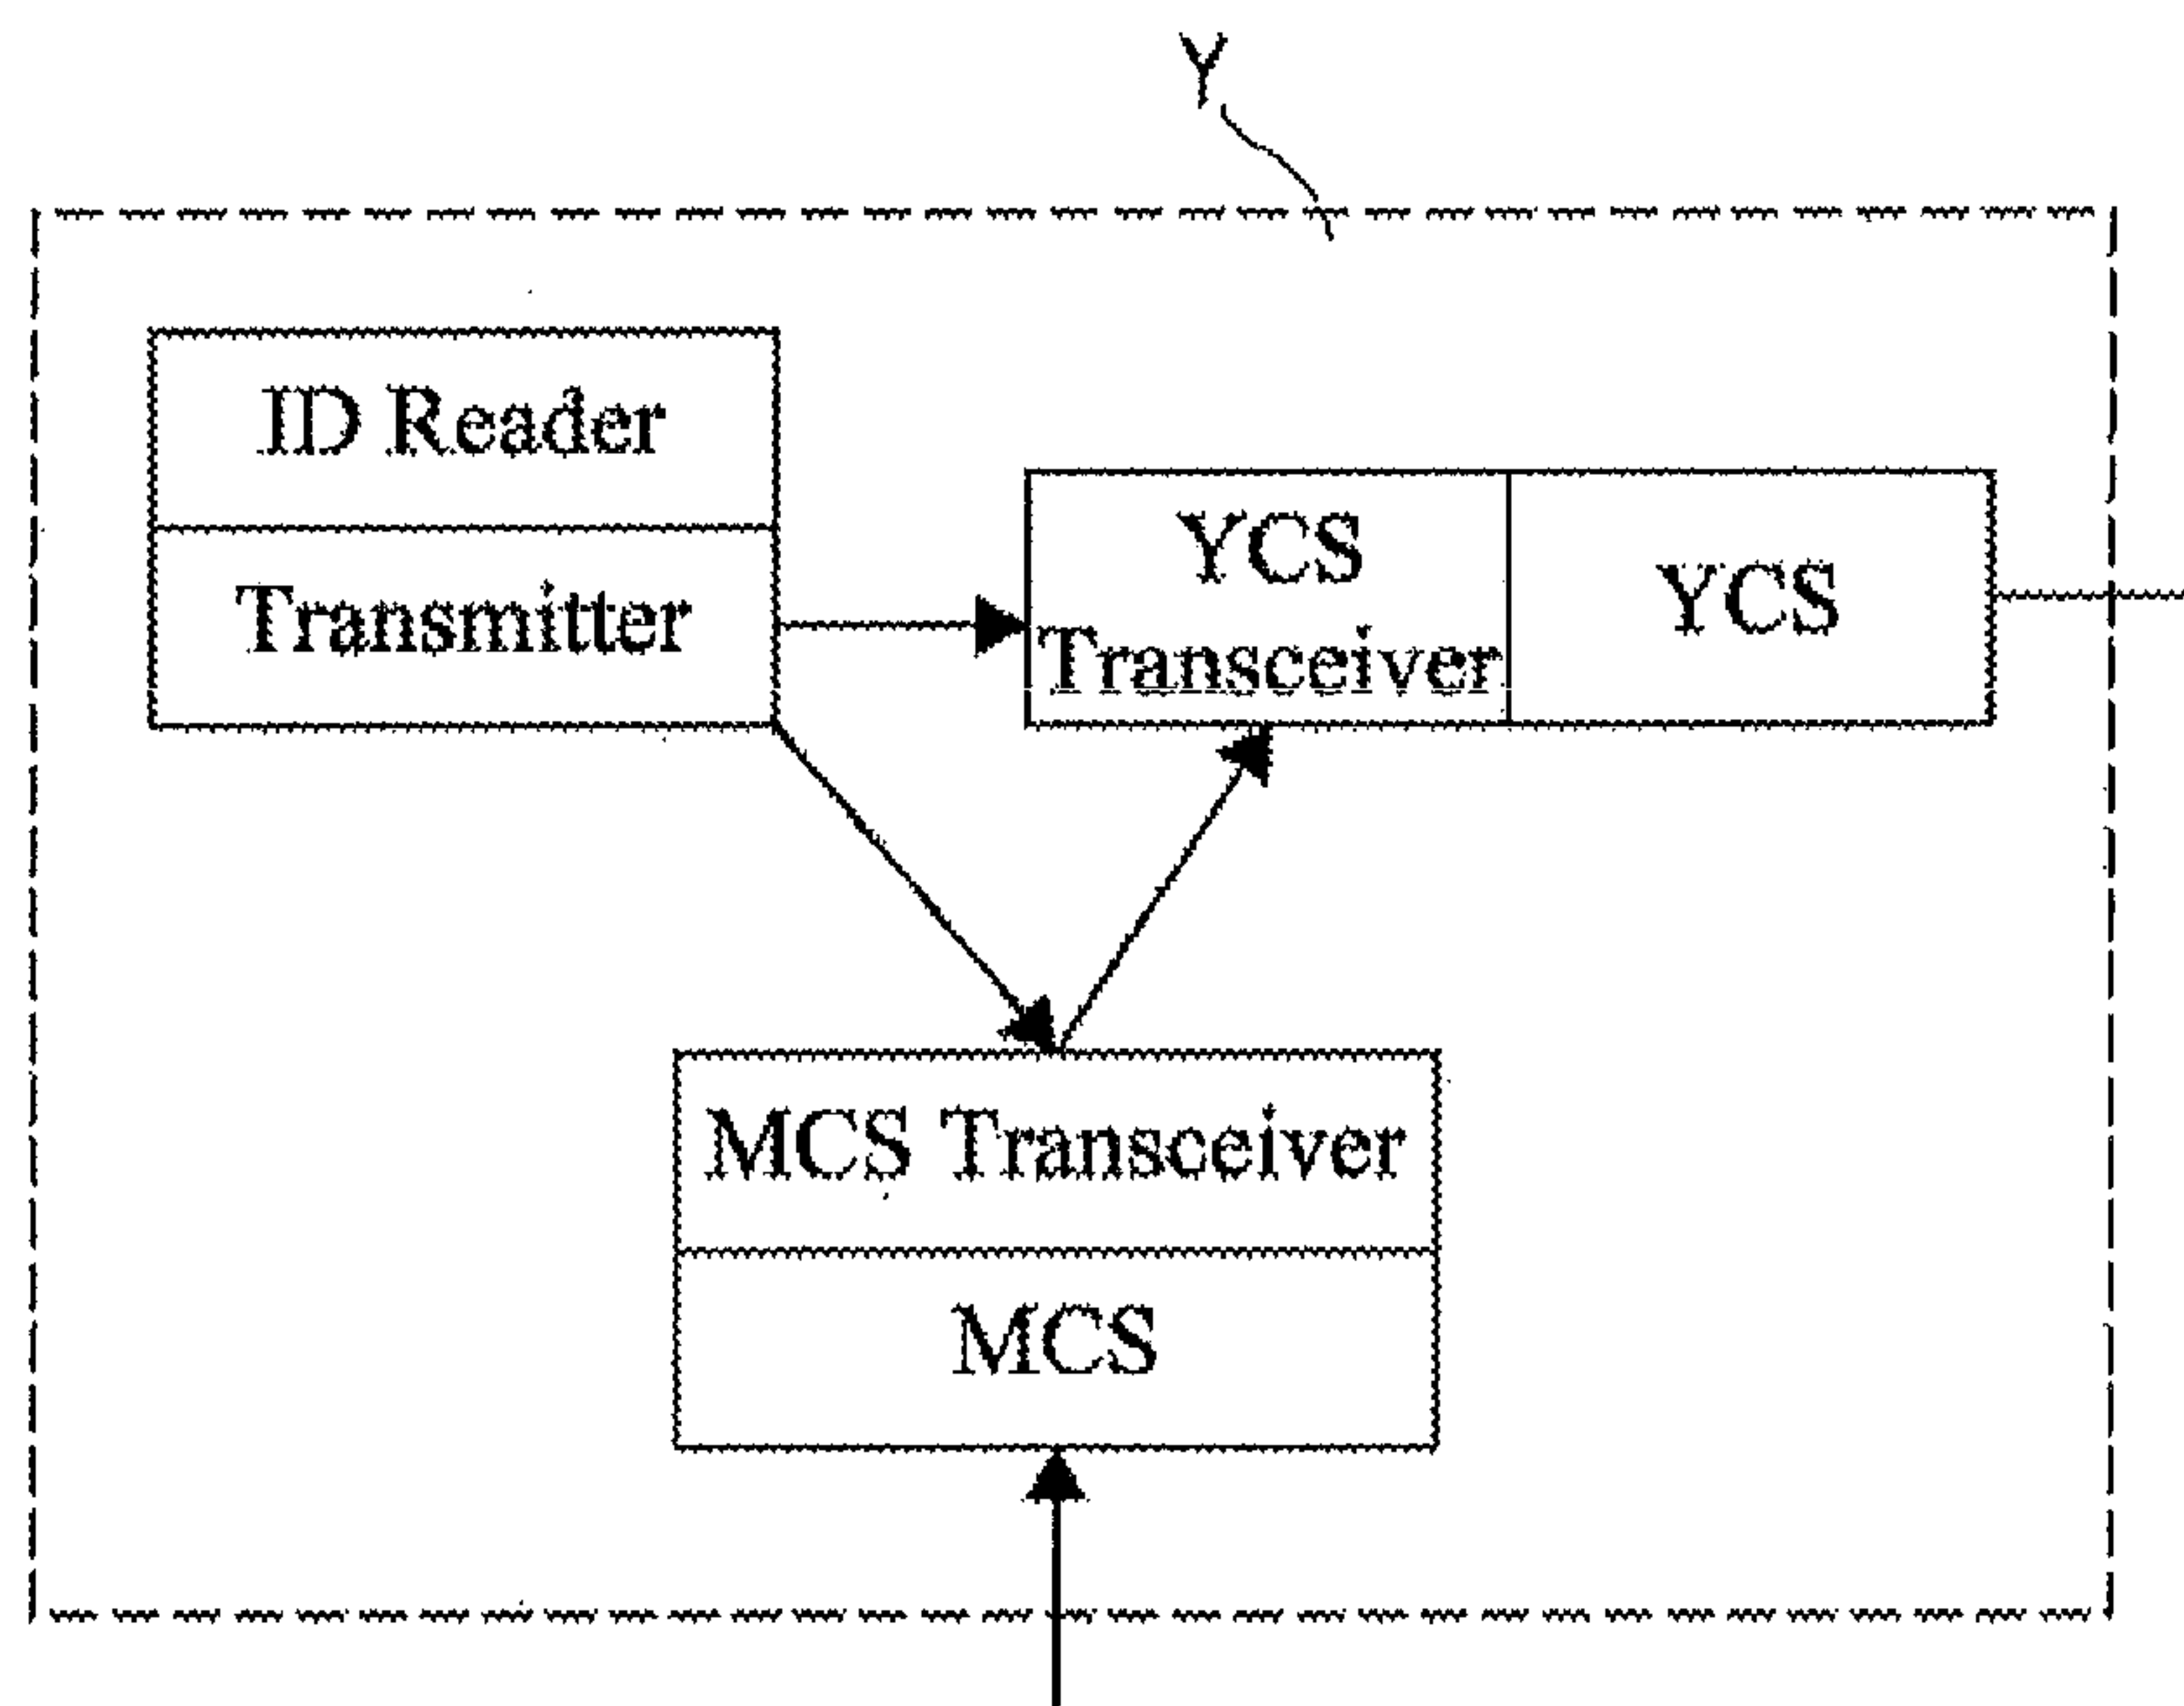 Y
ID Reader
Transmitter
YCS
Transceiver
YCS
MCS Transceiver
MCS